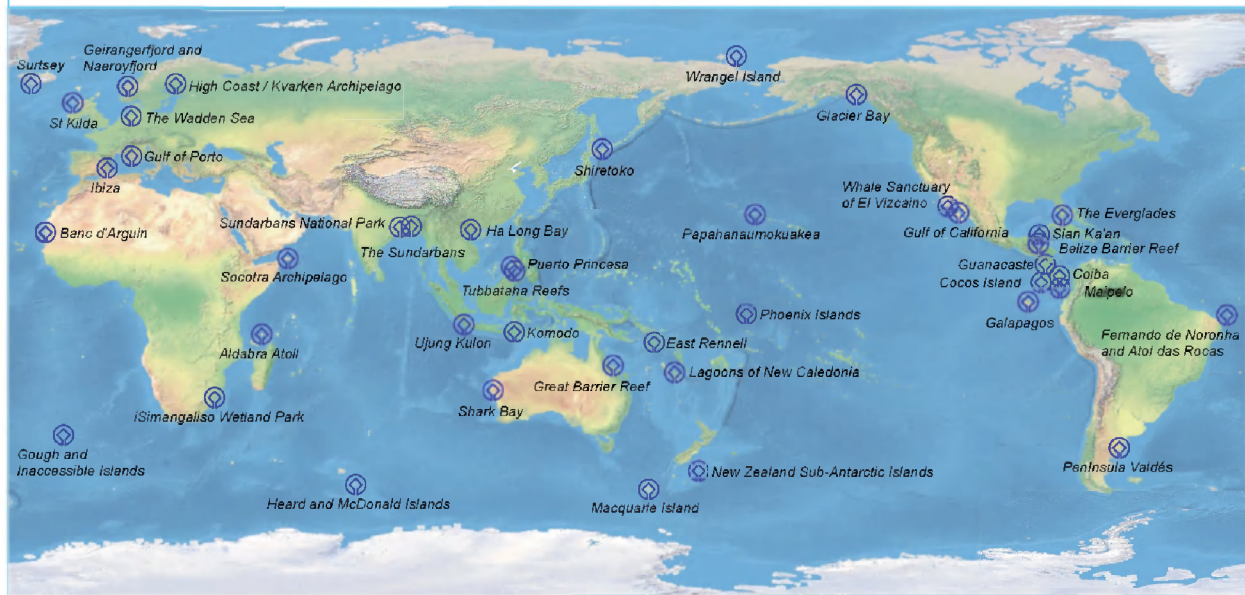 Geirangerfjord and
Naeroyfjord
Surtsey
High Coast / Kvarken Archipelago
Wrangel Island
St Kilda
The Wadden Sea
Glacier Bay
Gulf of Porto
Ibiza
Shiretoko
Whale Sanctuary
of El Vizcaino
Banc d'Arguin
Sundarbans National Park
The Sundarbans
Ha Long Bay
Papahanaumokuakea
Gulf of California
The Everglades
Sian Ka'an
Belize Barrier Reef
Socotra Archipelago
Puerto Princesa
Tubbataha Reefs
Guanacaste
Coiba
Cocos Island
Malpelo
Galapagos
Aldabra Atoll
Ujung Kulon
Komodo
Phoenix Islands
East Rennell
Fernando de Noronha
and Atol das Rocas
Great Barrier Reef
Lagoons of New Caledonia
Shark Bay
iSimangaliso Wetland Park
Gough and
Inaccessible Islands
Heard and McDonald Islands
Macquarie Island
New Zealand Sub-Antarctic Islands
Península Valdés